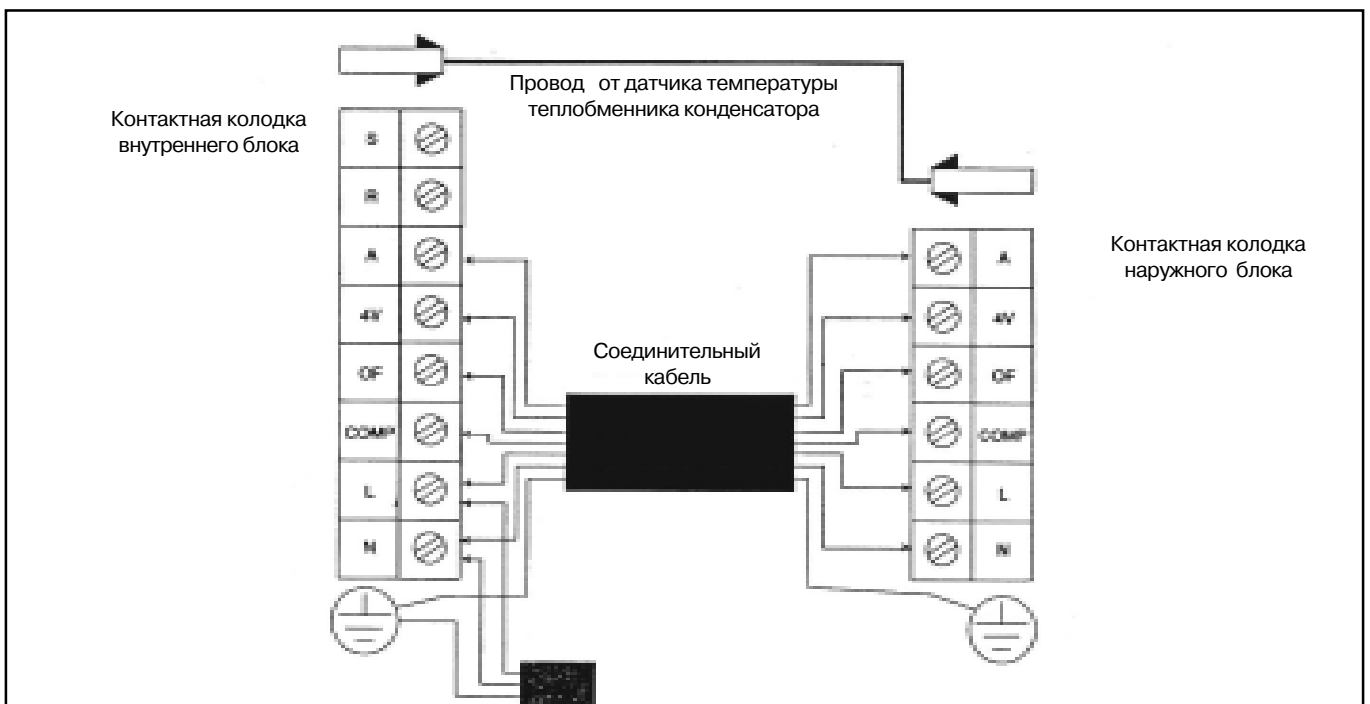 Провод от датчика температуры
теплобменника конденсатора
Контактная колодка
внутреннего блока
S
R
A
4V
OF
COMP
L
N
Соединительный
кабель
Контактная колодка
наружного блока
A
4V
OF
COMP
L
N